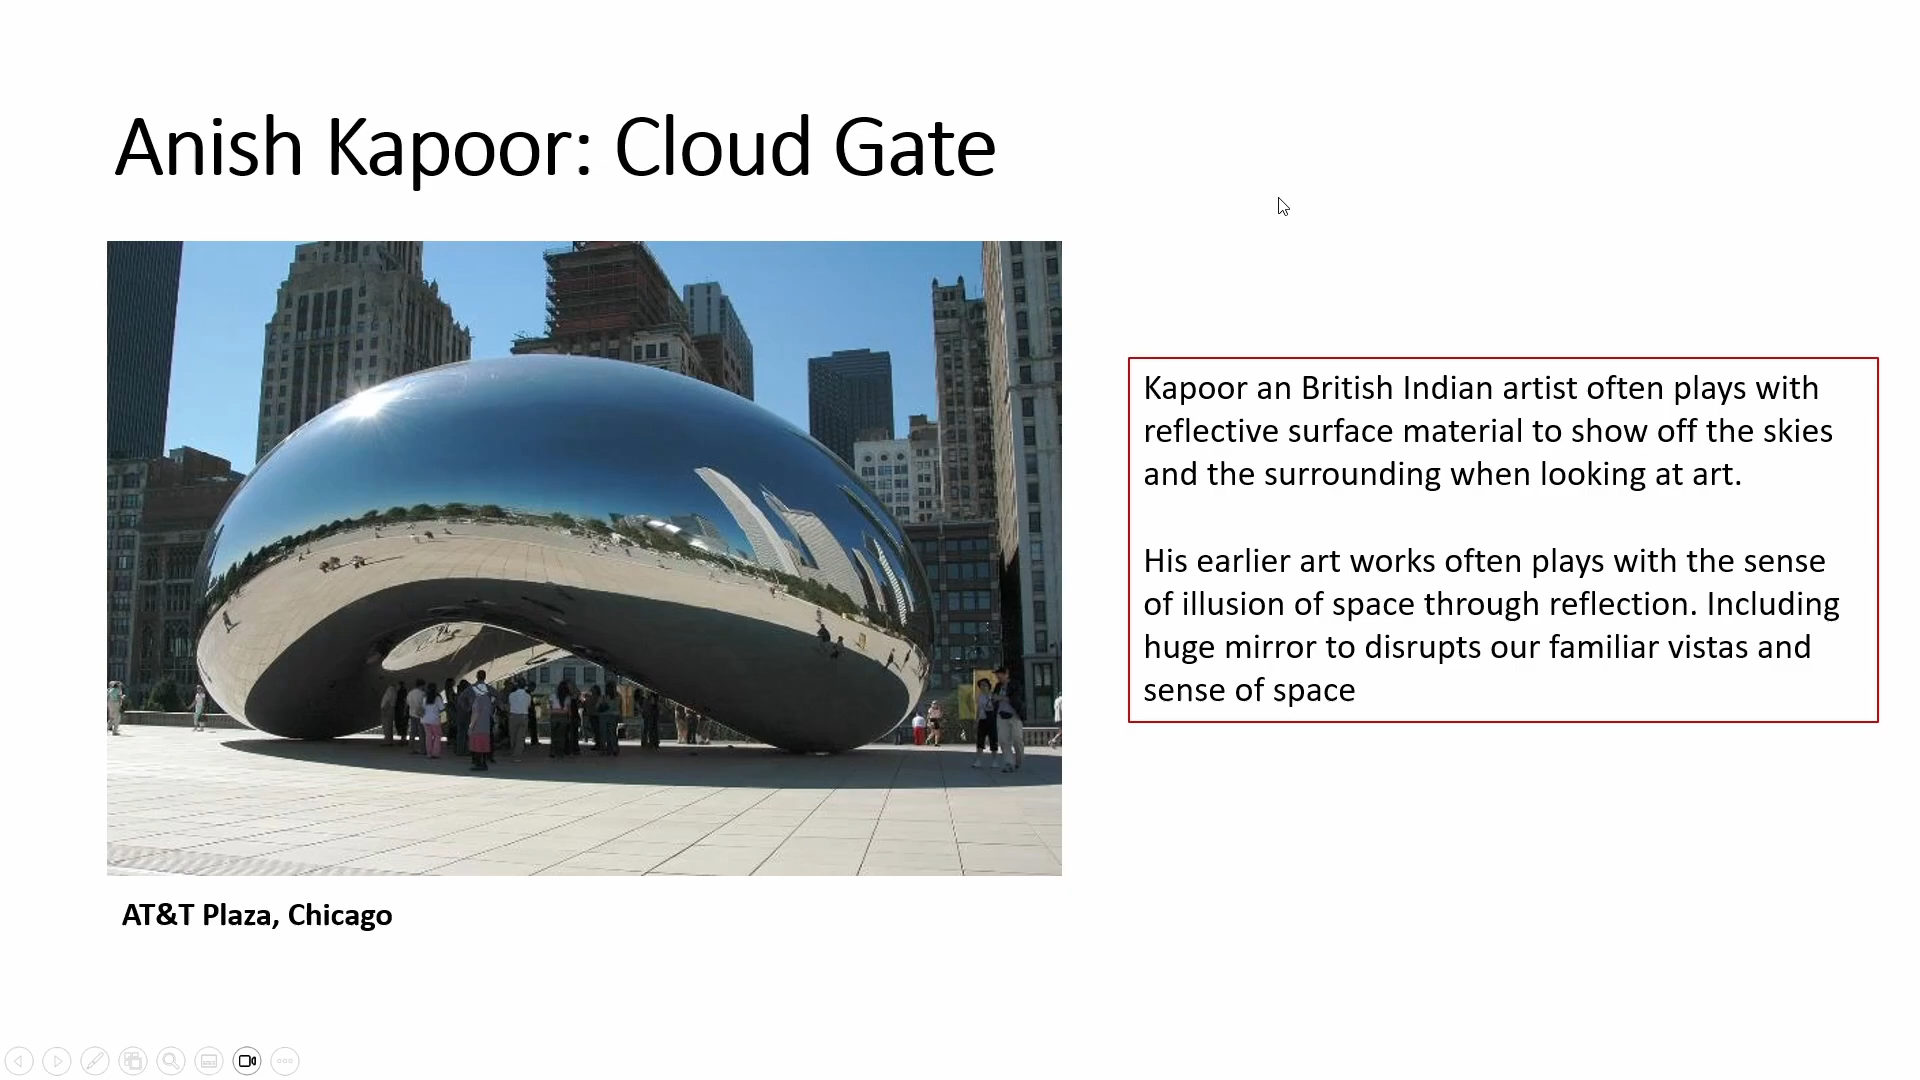 Anish Kapoor: Cloud Gate
Kapoor an British Indian artist often plays with
reflective surface material to show off the skies
and the surrounding when looking at art.
His earlier art works often plays with the sense
of illusion of space through reflection. Including
huge mirror to disrupts our familiar vistas and
sense of space
AT&T Plaza, Chicago